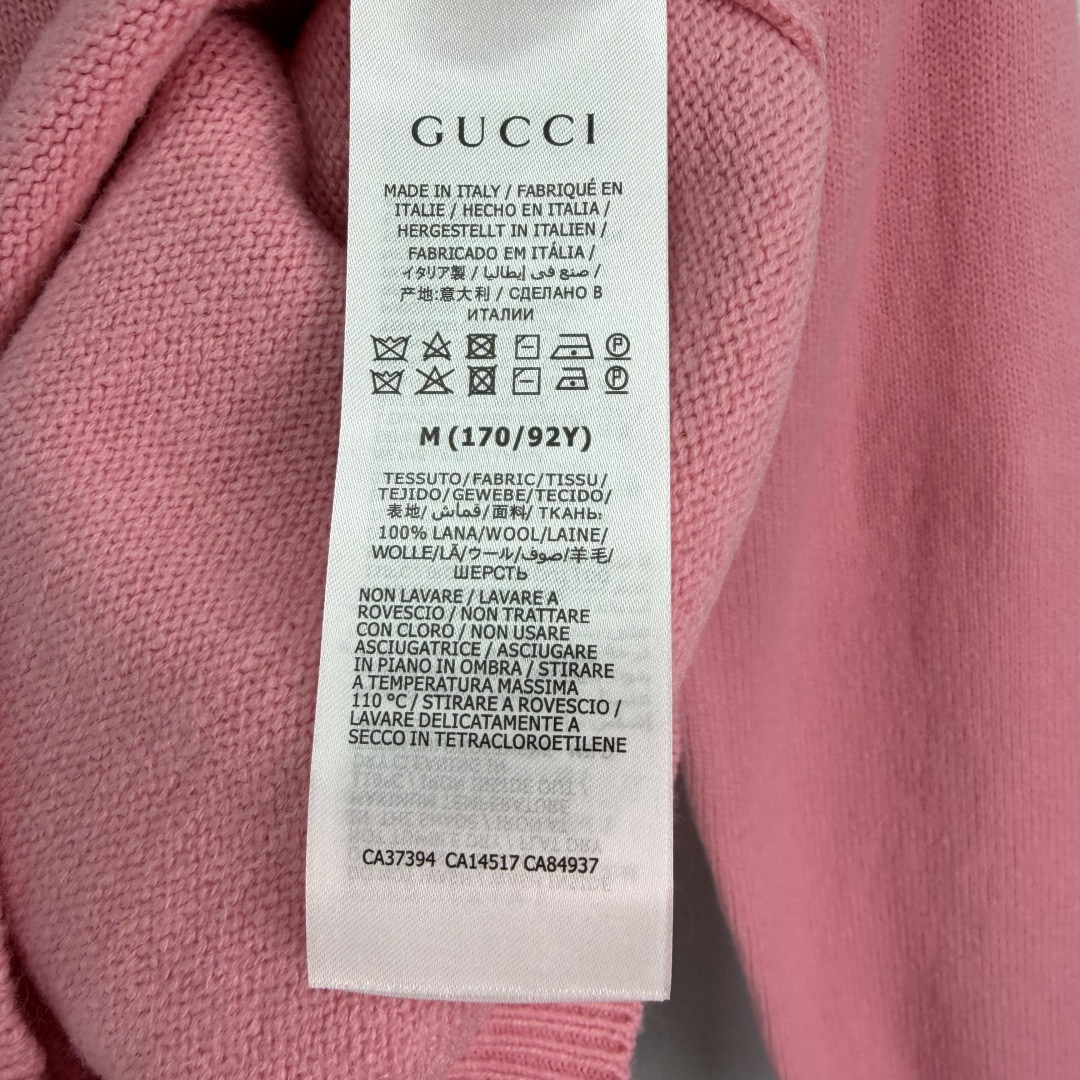 GUCCI
MADE IN ITALY / FABRIQUÉ EN
ITALIE / HECHO EN ITALIA /
HERGESTELLT IN ITALIEN /
FABRICADO EM ITÁLIA /
イタリア製 / صنع في إيطاليا /
产地:意大利 / СДЕЛАНО В
ИТАЛИИ
M (170/92Y)
TESSUTO/FABRIC/TISSU/
TEJIDO/GEWEBE/TECIDO/
表地/ قماش/面料/ ТКАНЬ:
100% LANA/WOOL/LAINE/
WOLLE/LÃ/ウール/صوف/羊毛/
ШЕРСТЬ
NON LAVARE / LAVARE A
ROVESCIO / NON TRATTARE
CON CLORO / NON USARE
ASCIUGATRICE / ASCIUGARE
IN PIANO IN OMBRA / STIRARE
A TEMPERATURA MASSIMA
110 °C / STIRARE A ROVESCIO /
LAVARE DELICATAMENTE A
SECCO IN TETRACLOROETILENE
CA37394 CA14517 CA84937